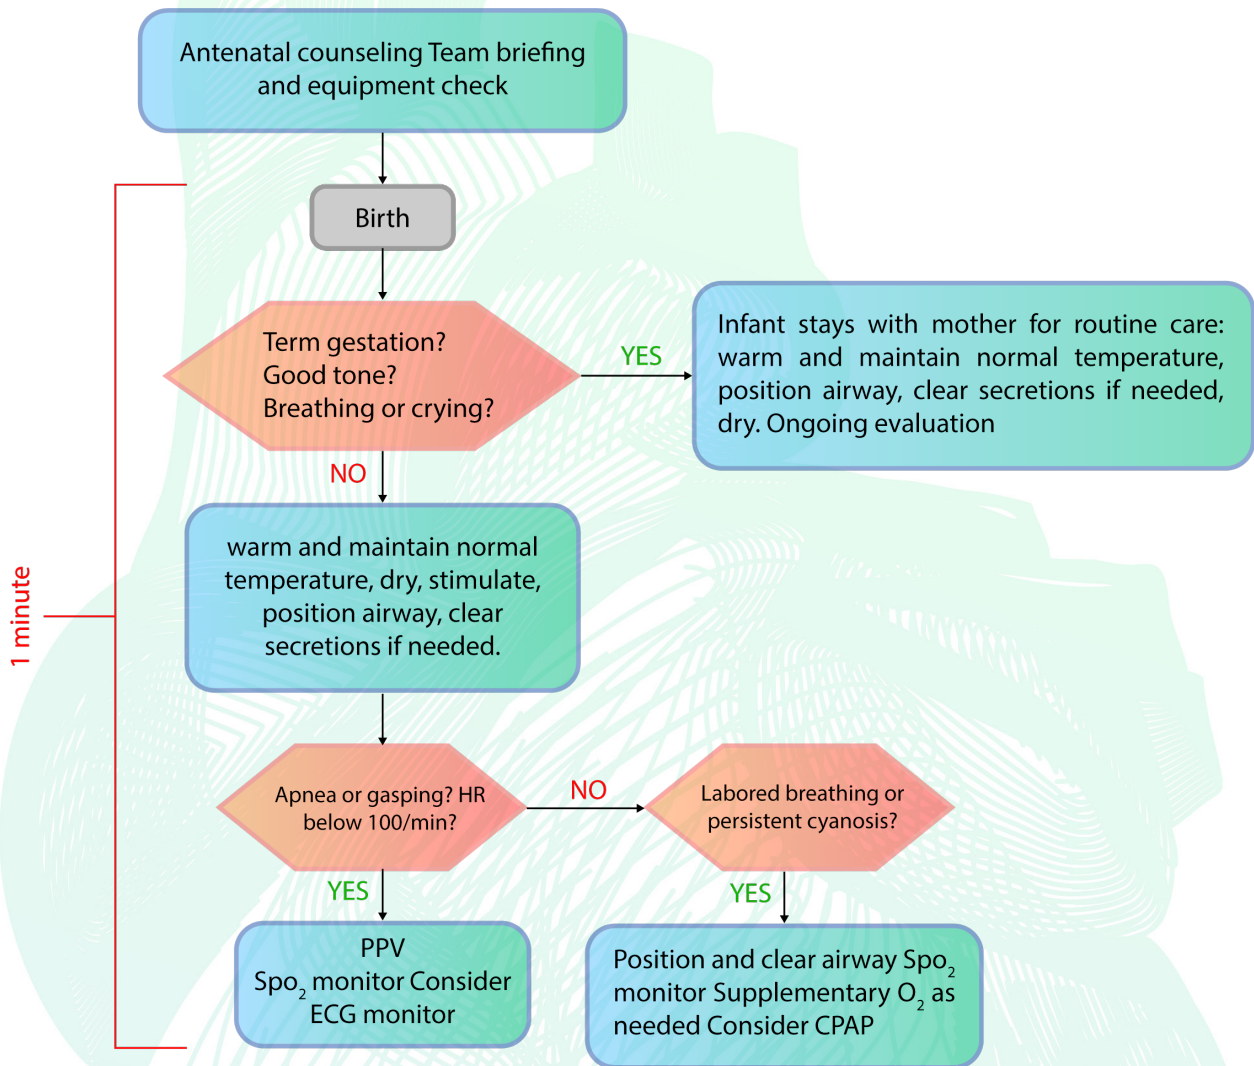 Antenatal counseling Team briefing
and equipment check
Birth
Term gestation?
Good tone?
Breathing or crying?
YES
Infant stays with mother for routine care:
warm and maintain normal temperature,
position airway, clear secretions if needed,
dry. Ongoing evaluation
NO
warm and maintain normal
temperature, dry, stimulate,
position airway, clear
secretions if needed.
1 minute
Apnea or gasping? HR
below 100/min?
NO
Labored breathing or
persistent cyanosis?
YES
YES
PPV
Spo₂ monitor Consider
ECG monitor
Position and clear airway Spo₂
monitor Supplementary O₂ as
needed Consider CPAP